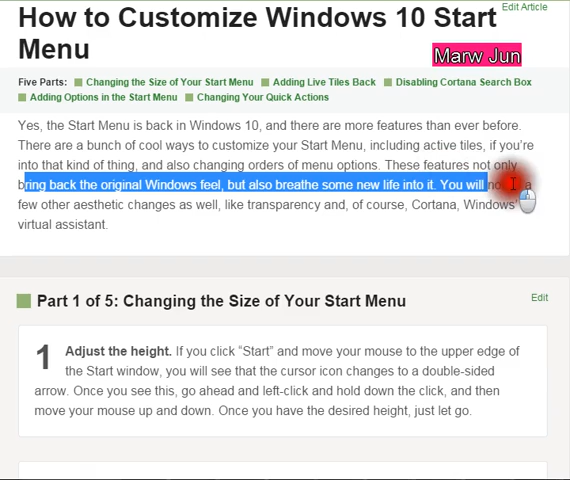 How to Customize Windows 10 Start
Edit Article
Menu
Marw Jun
Five Parts: Changing the Size of Your Start Menu Adding Live Tiles Back Disabling Cortana Search Box
Adding Options in the Start Menu Changing Your Quick Actions
Yes, the Start Menu is back in Windows 10, and there are more features than ever before.
There are a bunch of cool ways to customize your Start Menu, including active tiles, if you're
into that kind of thing, and also changing orders of menu options. These features not only
bring back the original Windows feel, but also breathe some new life into it. You will a
few other aesthetic changes as well, like transparency and, of course, Cortana, Windows'
virtual assistant.
Part 1 of 5: Changing the Size of Your Start Menu
Edit
1 Adjust the height. If you click “Start” and move your mouse to the upper edge of
the Start window, you will see that the cursor icon changes to a double-sided
arrow. Once you see this, go ahead and left-click and hold down the click, and then
move your mouse up and down. Once you have the desired height, just let go.